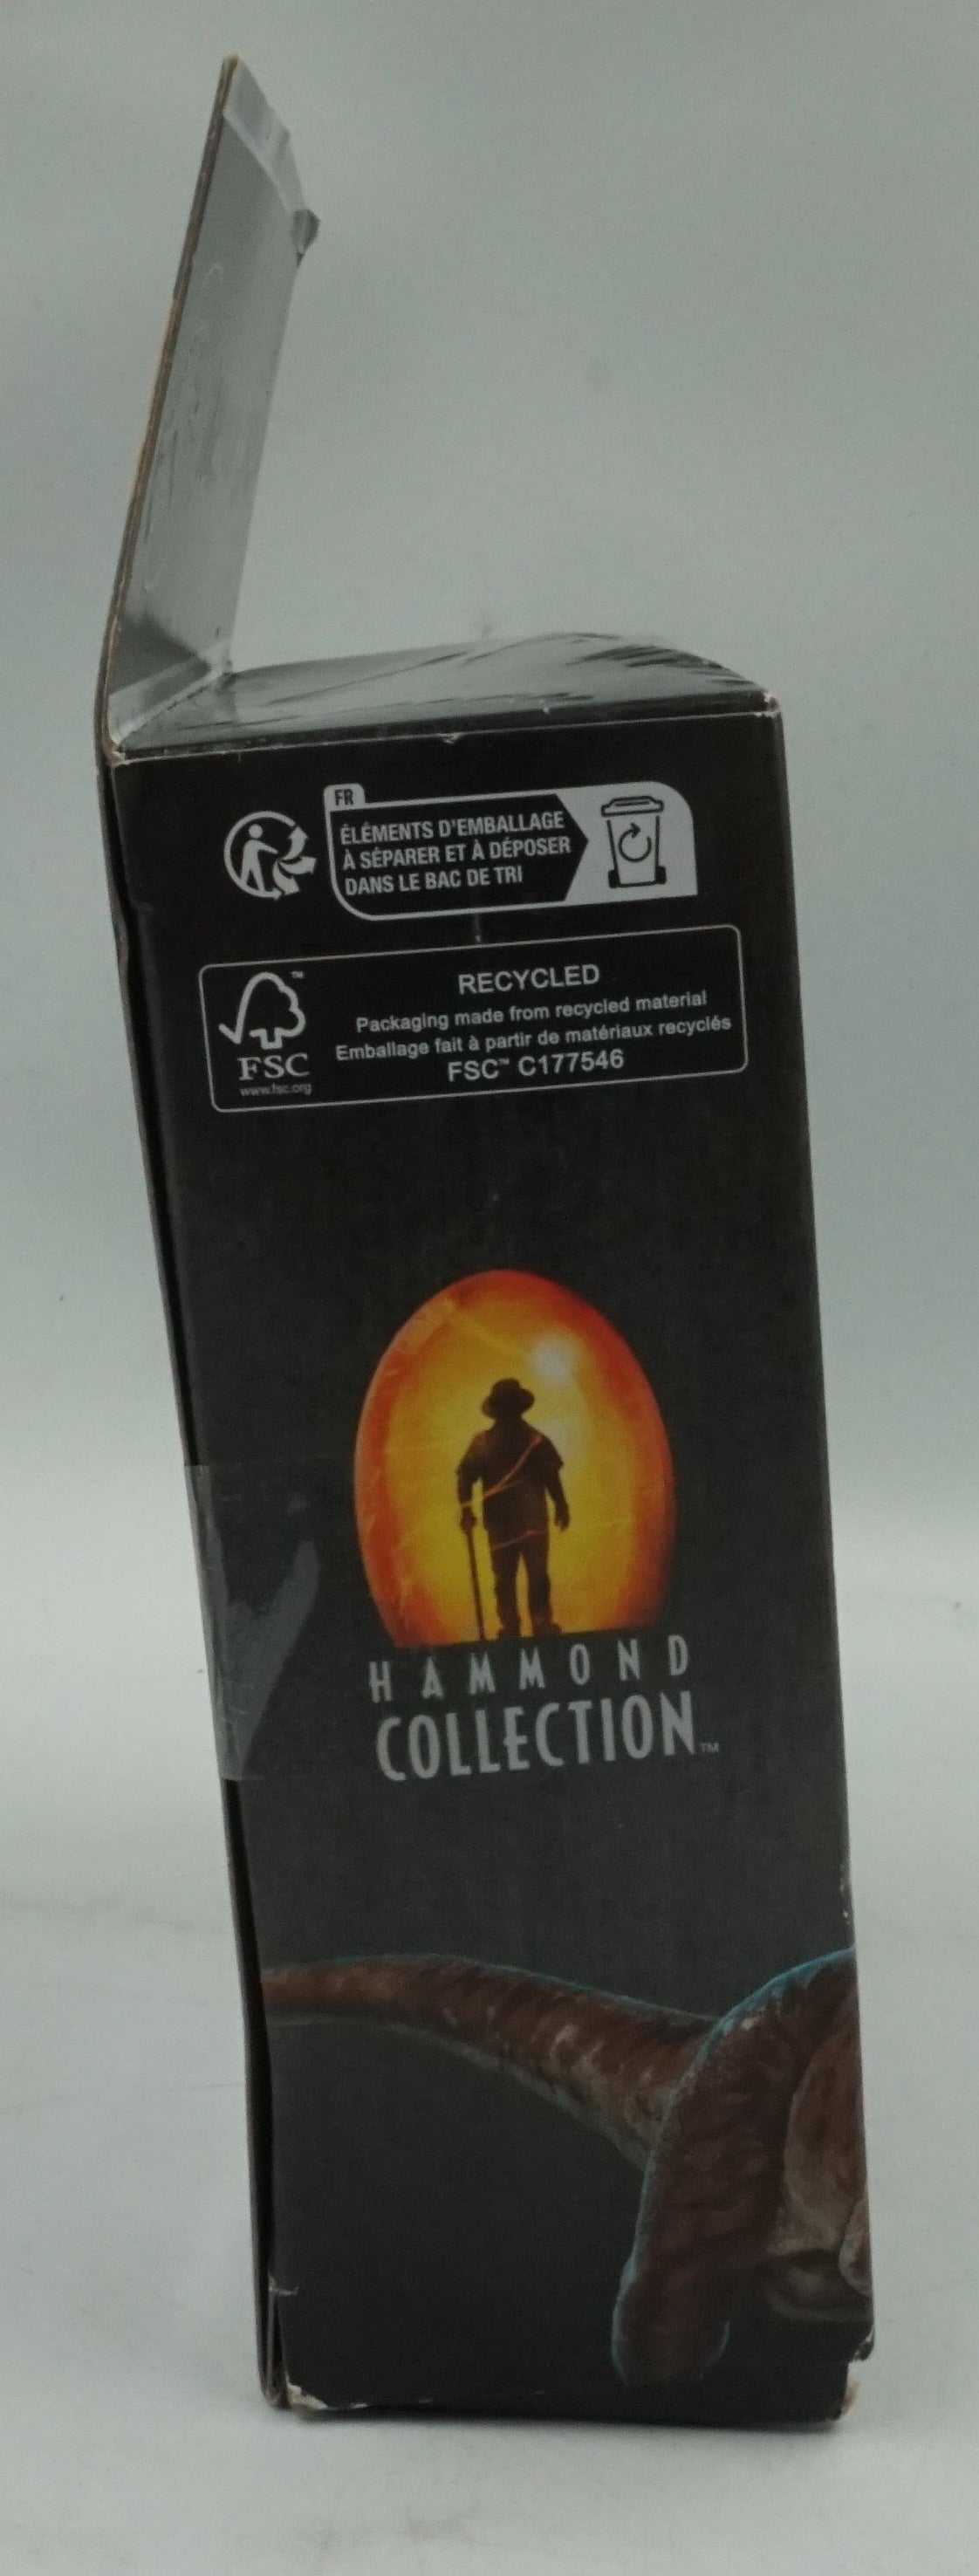 FR
ÉLÉMENTS D'EMBALLAGE
À SÉPARER ET À DÉPOSER
DANS LE BAC DE TRI
RECYCLED
Packaging made from recycled material
Emballage fait à partir de matériaux recyclés
FSC™ C177546
™
FSC
www.fsc.org
HAMMOND
COLLECTION™